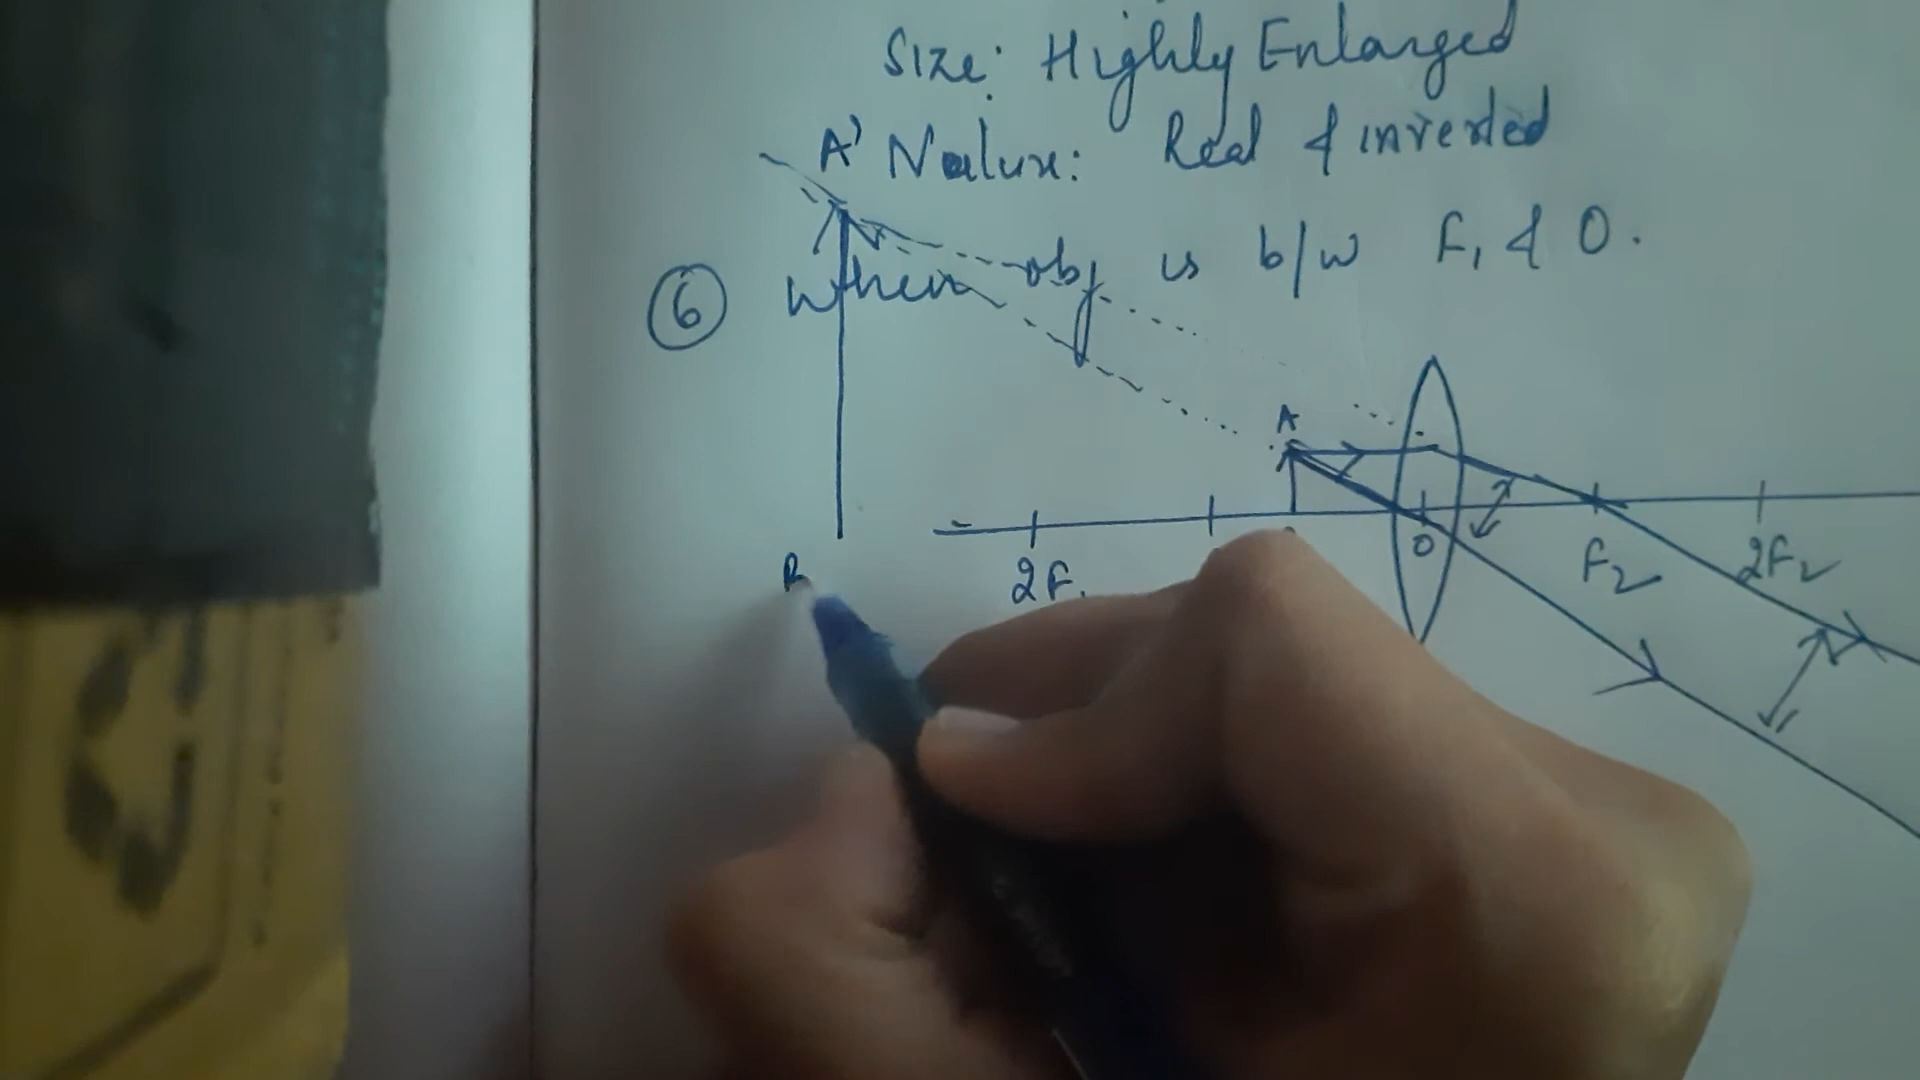 Size: Highly Enlarged
A' Nature: Real & inverted
⑥ When obj is b/w F₁ & O.
A
2F₁ O F₂ 2F₂
B